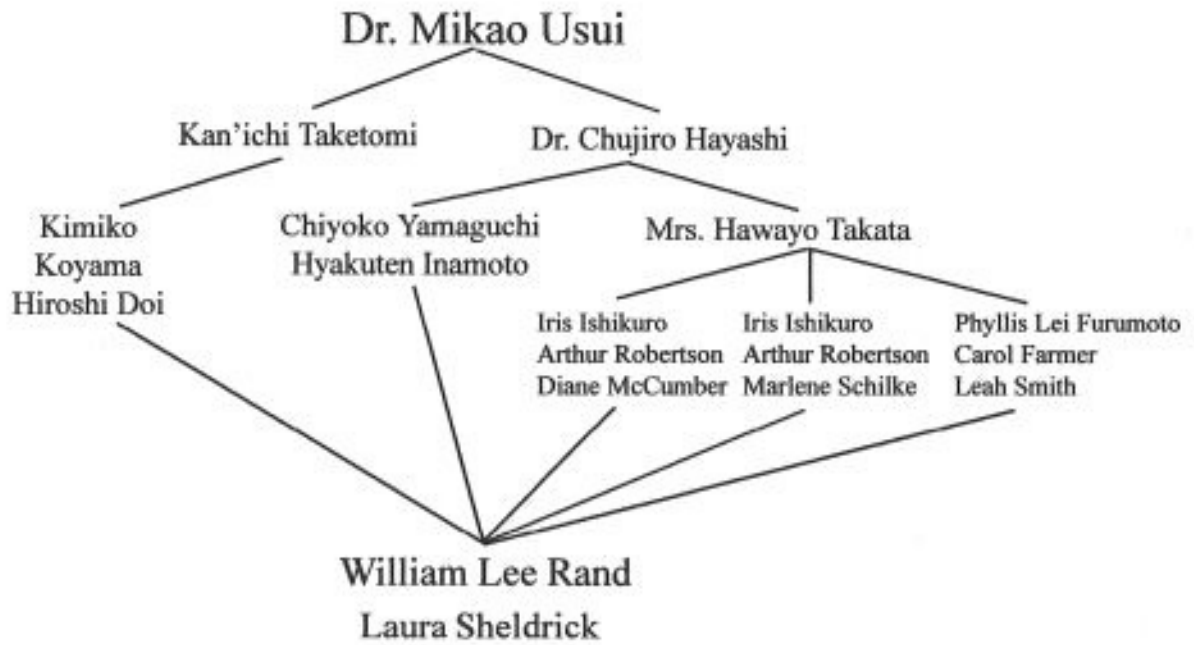 Dr. Mikao Usui
Kan'ichi Taketomi
Dr. Chujiro Hayashi
Kimiko
Koyama
Hiroshi Doi
Chiyoko Yamaguchi
Hyakuten Inamoto
Mrs. Hawayo Takata
Iris Ishikuro
Arthur Robertson
Diane McCumber
Iris Ishikuro
Arthur Robertson
Marlene Schilke
Phyllis Lei Furumoto
Carol Farmer
Leah Smith
William Lee Rand
Laura Sheldrick